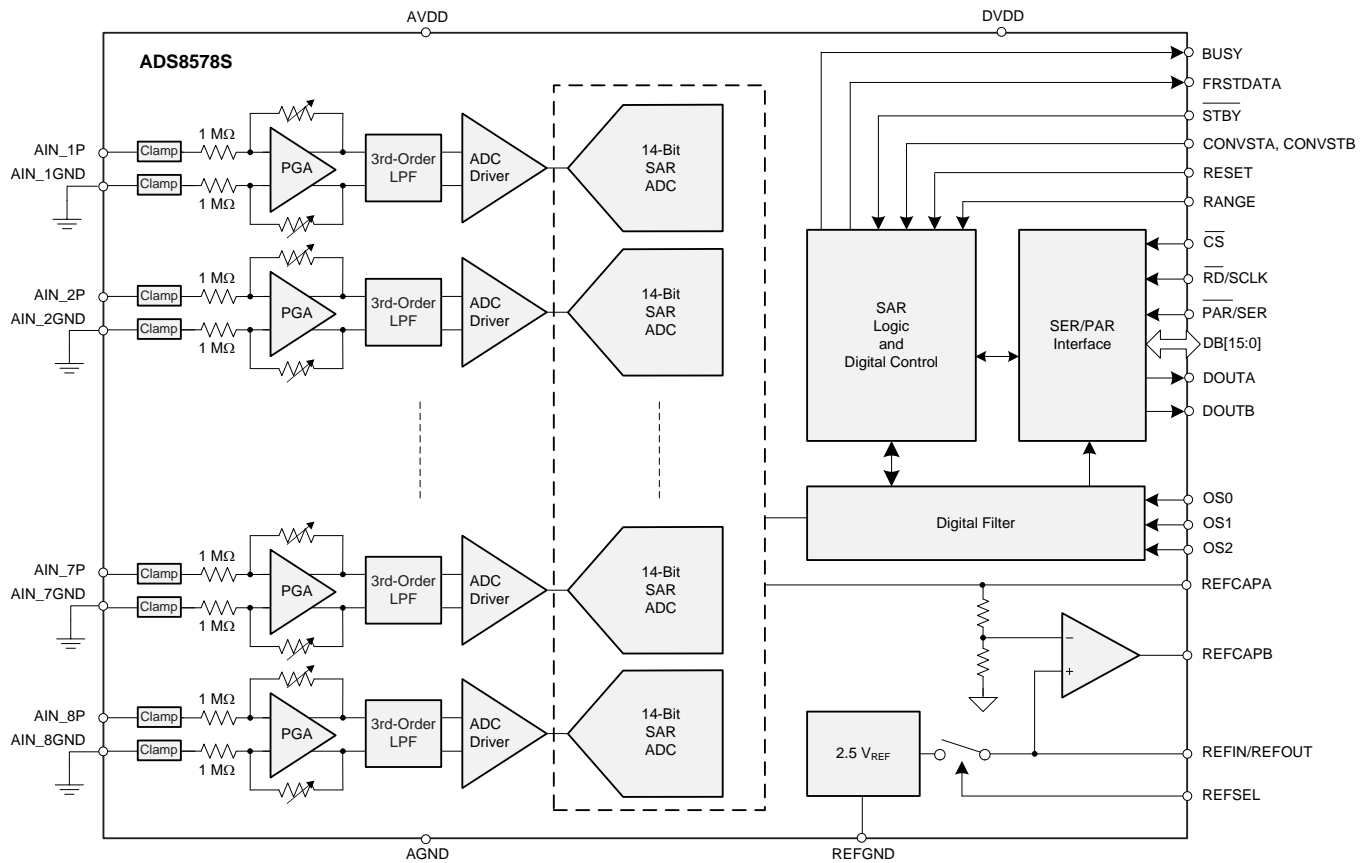 AVDD
DVDD
ADS8578S
BUSY
FRSTDATA
STBY
CONVSTA, CONVSTB
RESET
RANGE
CS
RD/SCLK
PAR/SER
DB[15:0]
DOUTA
DOUTB
OS0
OS1
OS2
REFCAPA
REFCAPB
REFIN/REFOUT
REFSEL
AIN_1P
AIN_1GND
Clamp
Clamp
1 MΩ
1 MΩ
PGA
3rd-Order
LPF
ADC
Driver
14-Bit
SAR
ADC
AIN_2P
AIN_2GND
Clamp
Clamp
1 MΩ
1 MΩ
PGA
3rd-Order
LPF
ADC
Driver
14-Bit
SAR
ADC
SAR
Logic
and
Digital Control
SER/PAR
Interface
Digital Filter
AIN_7P
AIN_7GND
Clamp
Clamp
1 MΩ
1 MΩ
PGA
3rd-Order
LPF
ADC
Driver
14-Bit
SAR
ADC
AIN_8P
AIN_8GND
Clamp
Clamp
1 MΩ
1 MΩ
PGA
3rd-Order
LPF
ADC
Driver
14-Bit
SAR
ADC
−
+
2.5 VREF
AGND
REFGND